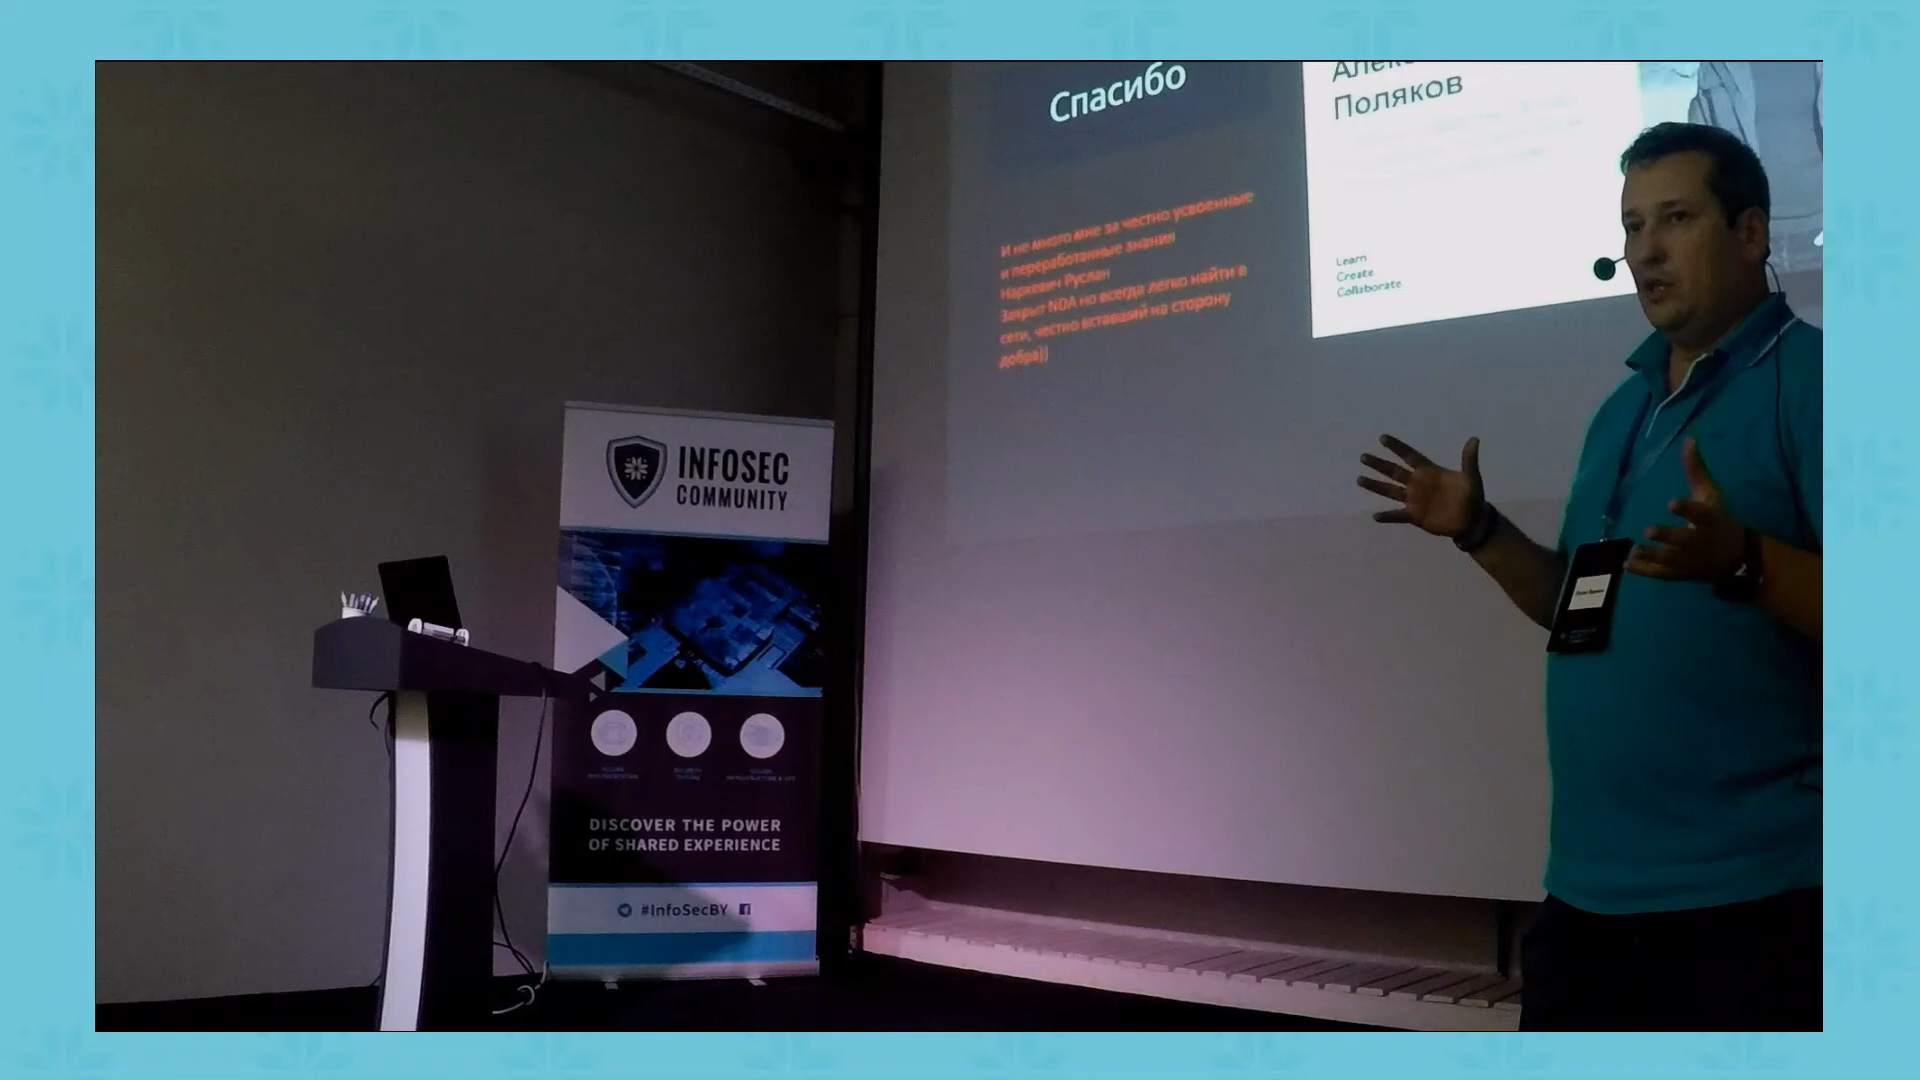 Спасибо
Поляков
И не много мне за честно усвоенные
и переработанные знания
Наркевич Руслан
Закрыт NDA но всегда легко найти в
сети, честно вставший на сторону
добра))
Learn
Create
Collaborate
INFOSEC
COMMUNITY
DISCOVER THE POWER
OF SHARED EXPERIENCE
#InfoSecBY